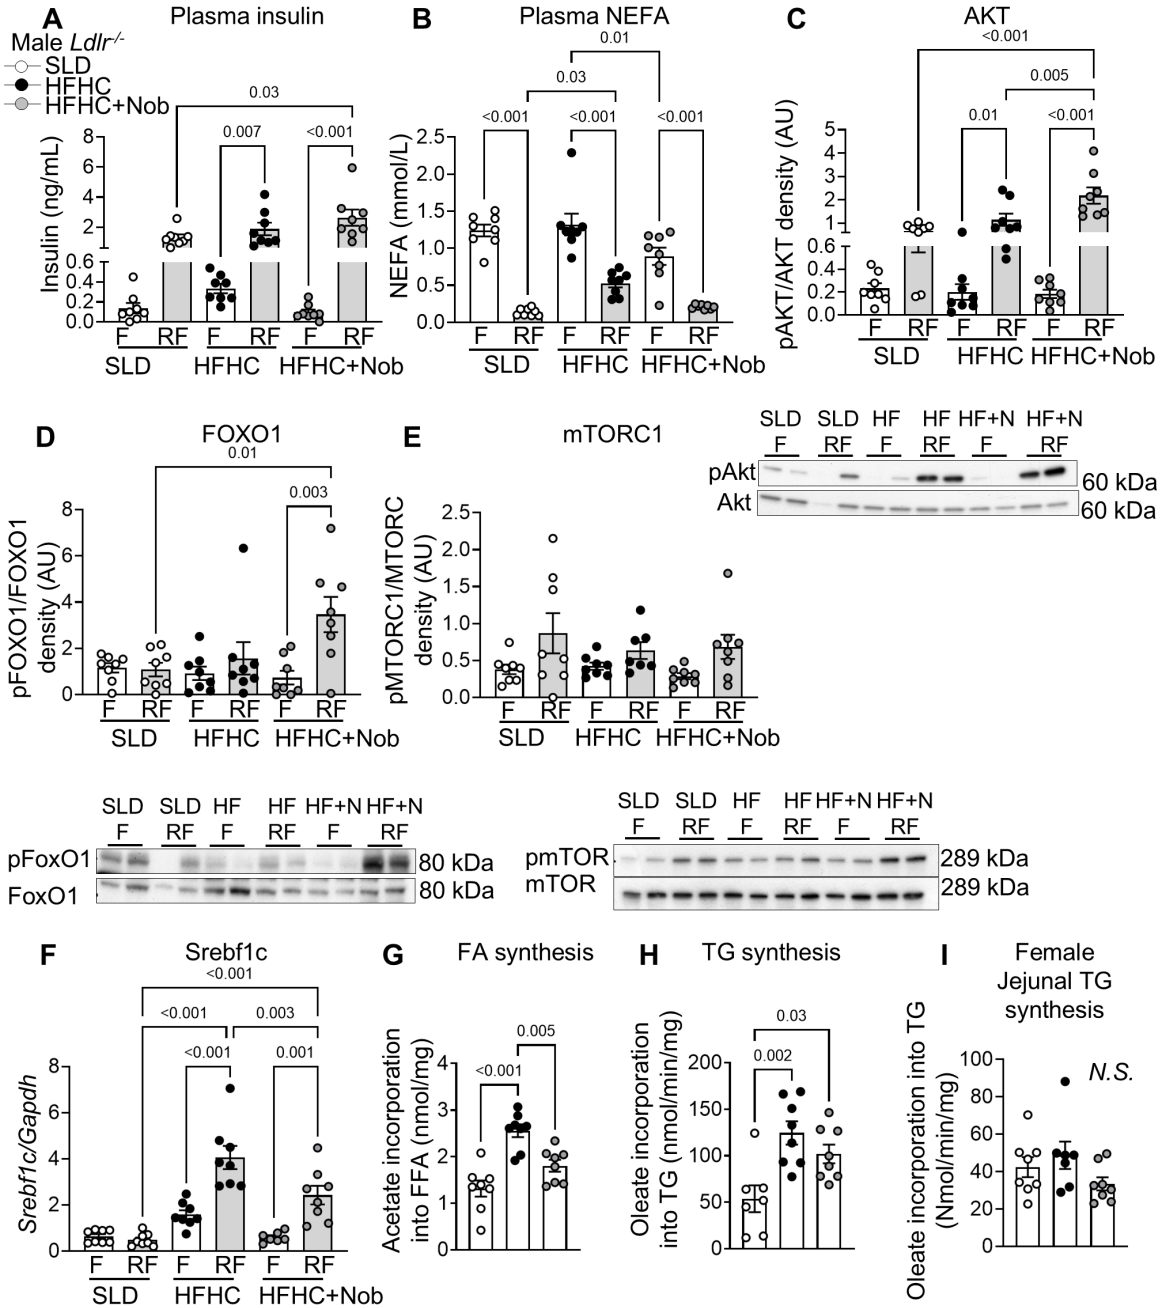 A Plasma insulin
Male Ldlr-/-
SLD
HFHC
HFHC+Nob
0.03
0.007
<0.001
Insulin (ng/mL)
8
6
4
2
0.6
0.4
0.2
0.0
F RF F RF F RF
SLD HFHC HFHC+Nob
B Plasma NEFA
0.01
0.03
<0.001 <0.001 <0.001
NEFA (mmol/L)
2.5
2.0
1.5
1.0
0.5
0.0
F RF F RF F RF
SLD HFHC HFHC+Nob
C AKT
<0.001
0.005
0.01 <0.001
pAKT/AKT density (AU)
5
4
3
2
1
0.6
0.4
0.2
0.0
F RF F RF F RF
SLD HFHC HFHC+Nob
SLD SLD HF HF HF+N HF+N
F RF F RF F RF
pAkt 60 kDa
Akt 60 kDa
D FOXO1
0.01
0.003
pFOXO1/FOXO1
density (AU)
8
6
4
2
0
F RF F RF F RF
SLD HFHC HFHC+Nob
E mTORC1
pMTORC1/MTORC
density (AU)
2.5
2.0
1.5
1.0
0.5
0.0
F RF F RF F RF
SLD HFHC HFHC+Nob
SLD SLD HF HF HF+N HF+N
F RF F RF F RF
pFoxO1 80 kDa
FoxO1 80 kDa
SLD SLD HF HF HF+N HF+N
F RF F RF F RF
pmTOR 289 kDa
mTOR 289 kDa
F Srebf1c
<0.001
<0.001 0.003
<0.001 0.001
Srebf1c/Gapdh
8
6
4
2
0
F RF F RF F RF
SLD HFHC HFHC+Nob
G FA synthesis
0.005
<0.001
Acetate incorporation
into FFA (nmol/mg)
4
3
2
1
0
H TG synthesis
0.03
0.002
Oleate incorporation
into TG (nmol/min/mg)
200
150
100
50
0
I Female
Jejunal TG
synthesis
N.S.
Oleate incorporation into TG
(Nmol/min/mg)
100
80
60
40
20
0